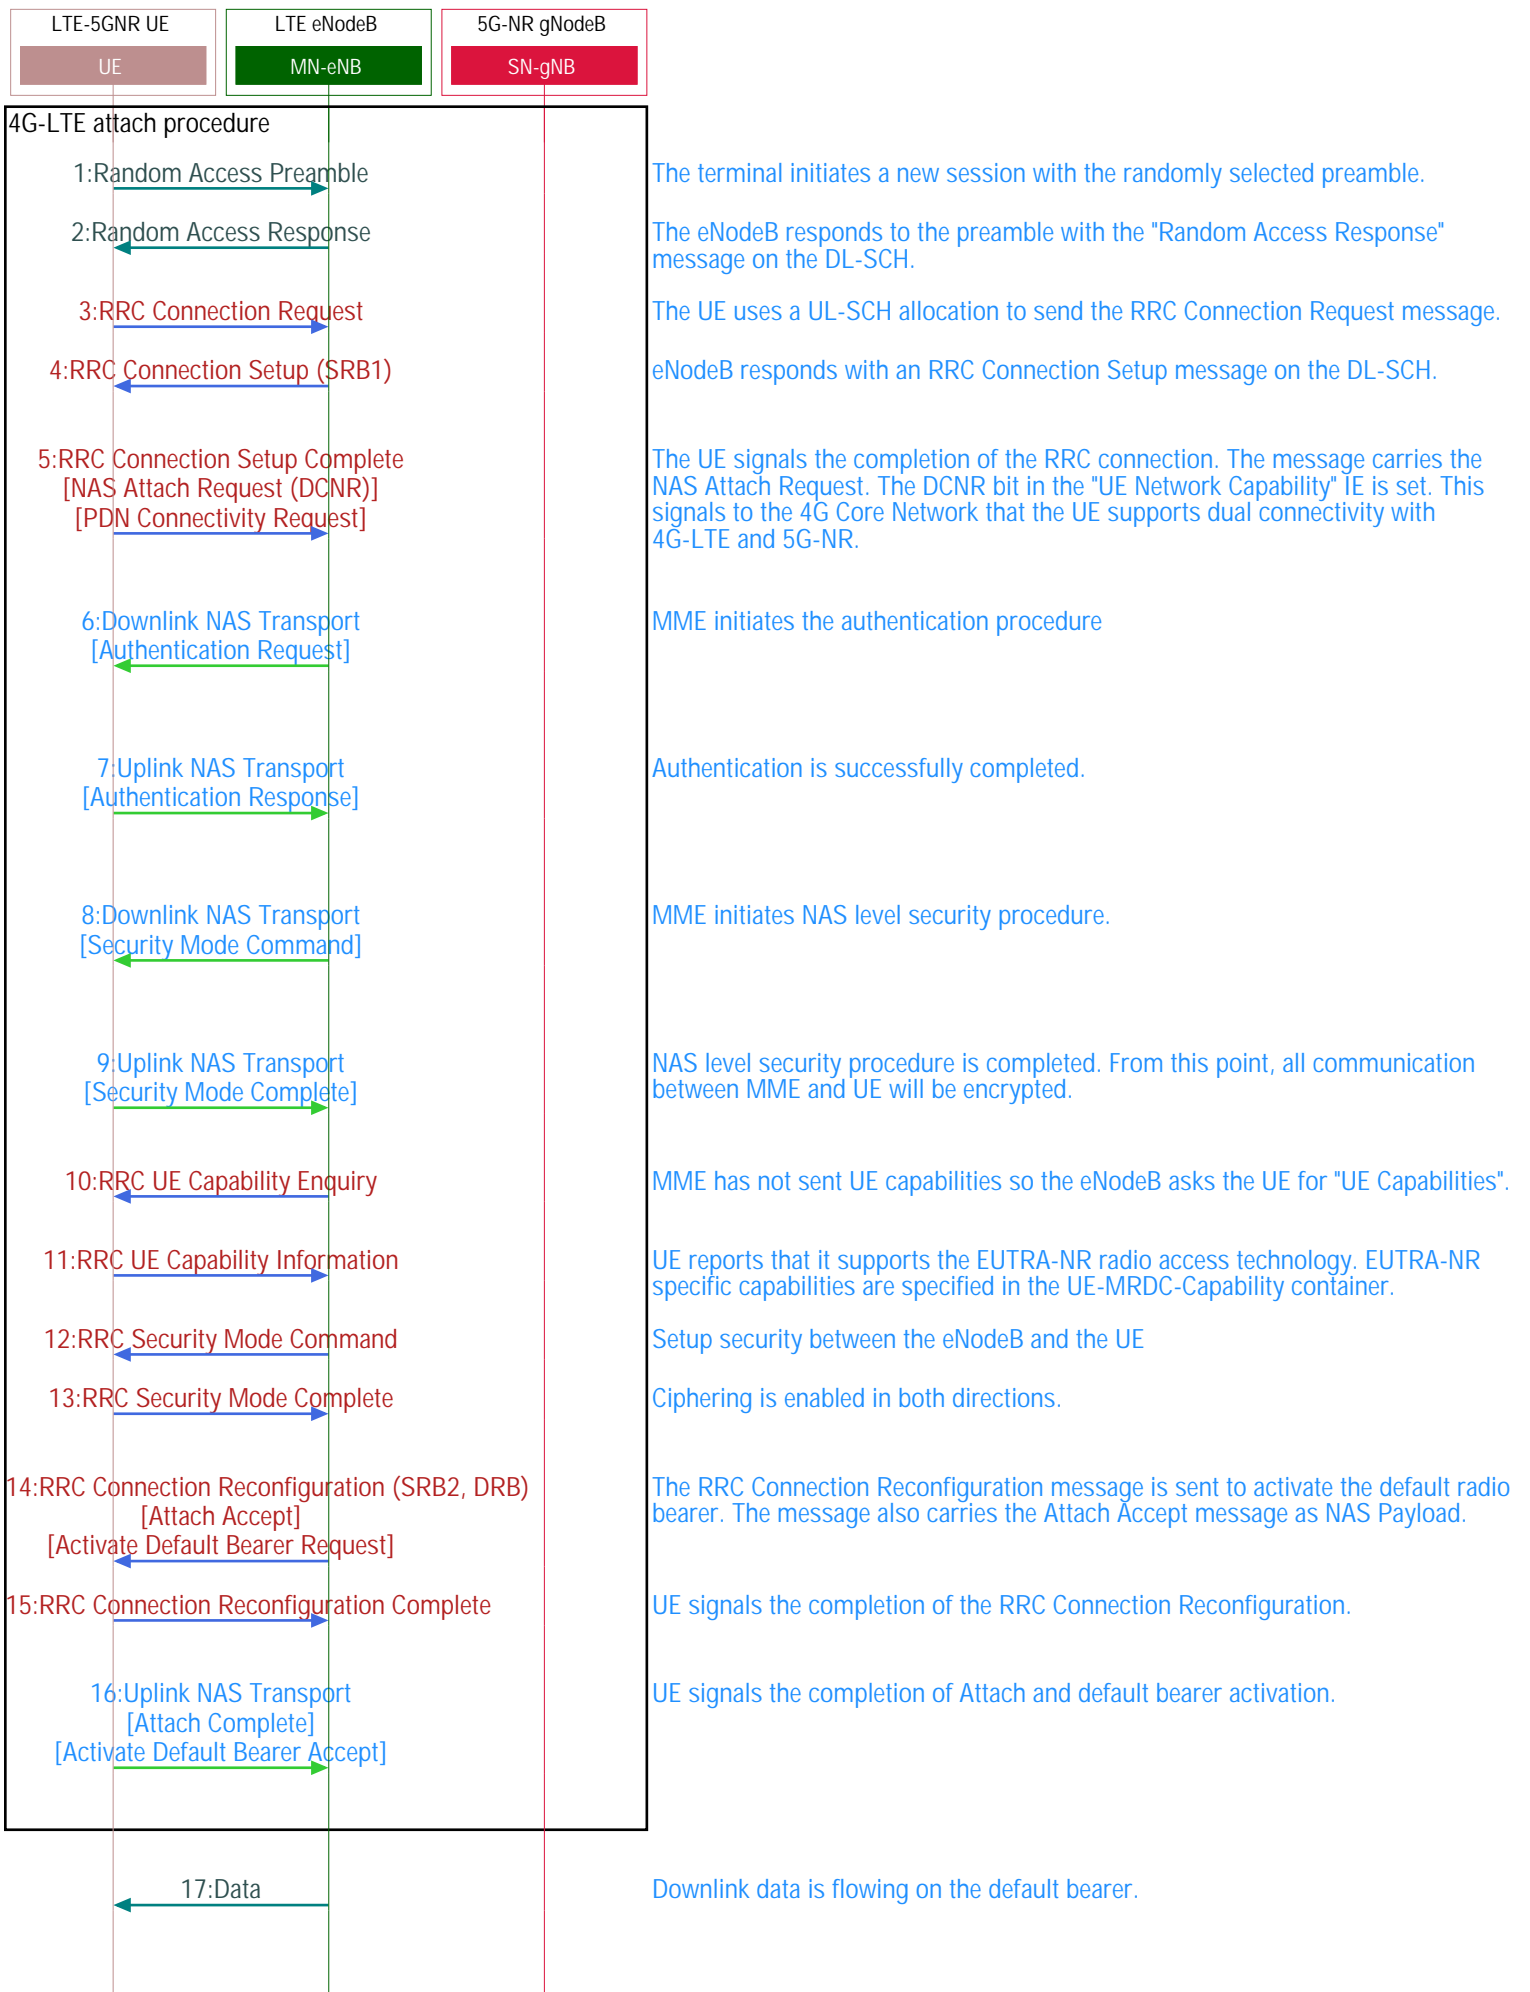 LTE-5GNR UE
LTE eNodeB
5G-NR gNodeB
UE
MN-eNB
SN-gNB
4G-LTE attach procedure
1:Random Access Preamble
The terminal initiates a new session with the randomly selected preamble.
2:Random Access Response
The eNodeB responds to the preamble with the "Random Access Response"
message on the DL-SCH.
3:RRC Connection Request
The UE uses a UL-SCH allocation to send the RRC Connection Request message.
4:RRC Connection Setup (SRB1)
eNodeB responds with an RRC Connection Setup message on the DL-SCH.
5:RRC Connection Setup Complete
[NAS Attach Request (DCNR)]
[PDN Connectivity Request]
The UE signals the completion of the RRC connection. The message carries the
NAS Attach Request. The DCNR bit in the "UE Network Capability" IE is set. This
signals to the 4G Core Network that the UE supports dual connectivity with
4G-LTE and 5G-NR.
6:Downlink NAS Transport
[Authentication Request]
MME initiates the authentication procedure
7:Uplink NAS Transport
[Authentication Response]
Authentication is successfully completed.
8:Downlink NAS Transport
[Security Mode Command]
MME initiates NAS level security procedure.
9:Uplink NAS Transport
[Security Mode Complete]
NAS level security procedure is completed. From this point, all communication
between MME and UE will be encrypted.
10:RRC UE Capability Enquiry
MME has not sent UE capabilities so the eNodeB asks the UE for "UE Capabilities".
11:RRC UE Capability Information
UE reports that it supports the EUTRA-NR radio access technology. EUTRA-NR
specific capabilities are specified in the UE-MRDC-Capability container.
12:RRC Security Mode Command
Setup security between the eNodeB and the UE
13:RRC Security Mode Complete
Ciphering is enabled in both directions.
14:RRC Connection Reconfiguration (SRB2, DRB)
[Attach Accept]
[Activate Default Bearer Request]
The RRC Connection Reconfiguration message is sent to activate the default radio
bearer. The message also carries the Attach Accept message as NAS Payload.
15:RRC Connection Reconfiguration Complete
UE signals the completion of the RRC Connection Reconfiguration.
16:Uplink NAS Transport
[Attach Complete]
[Activate Default Bearer Accept]
UE signals the completion of Attach and default bearer activation.
17:Data
Downlink data is flowing on the default bearer.